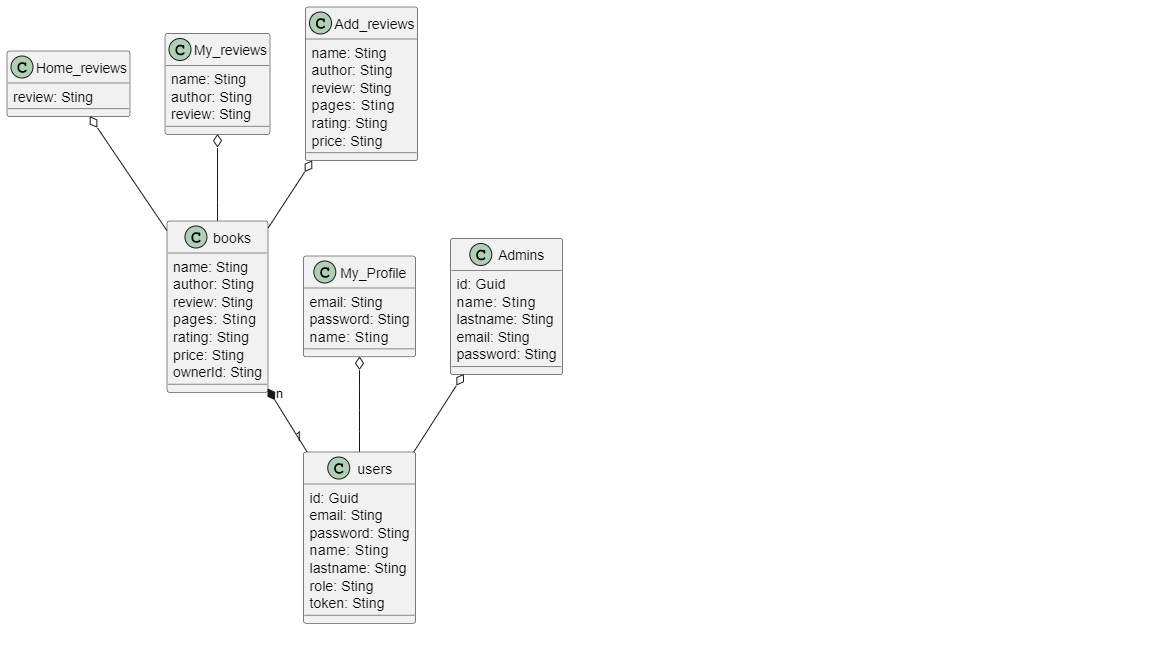 C Home_reviews
review: Sting
C My_reviews
name: Sting
author: Sting
review: Sting
C Add_reviews
name: Sting
author: Sting
review: Sting
pages: Sting
rating: Sting
price: Sting
C books
name: Sting
author: Sting
review: Sting
pages: Sting
rating: Sting
price: Sting
ownerId: Sting
C My_Profile
email: Sting
password: Sting
name: Sting
C Admins
id: Guid
name: Sting
lastname: Sting
email: Sting
password: Sting
n
1
C users
id: Guid
email: Sting
password: Sting
name: Sting
lastname: Sting
role: Sting
token: Sting